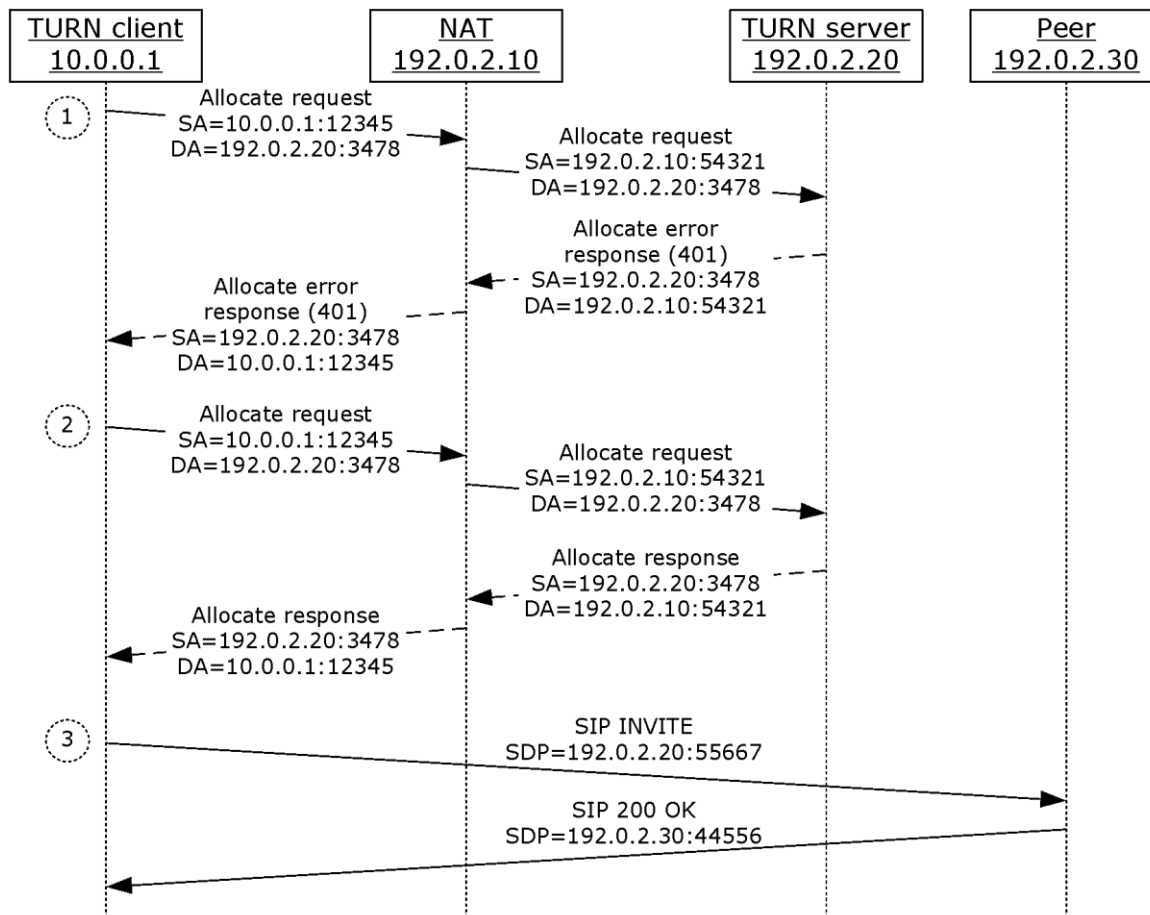 TURN client
10.0.0.1
NAT
192.0.2.10
TURN server
192.0.2.20
Peer
192.0.2.30
1
Allocate request
SA=10.0.0.1:12345
DA=192.0.2.20:3478
Allocate request
SA=192.0.2.10:54321
DA=192.0.2.20:3478
Allocate error
response (401)
SA=192.0.2.20:3478
DA=192.0.2.10:54321
Allocate error
response (401)
SA=192.0.2.20:3478
DA=10.0.0.1:12345
2
Allocate request
SA=10.0.0.1:12345
DA=192.0.2.20:3478
Allocate request
SA=192.0.2.10:54321
DA=192.0.2.20:3478
Allocate response
SA=192.0.2.20:3478
DA=192.0.2.10:54321
Allocate response
SA=192.0.2.20:3478
DA=10.0.0.1:12345
3
SIP INVITE
SDP=192.0.2.20:55667
SIP 200 OK
SDP=192.0.2.30:44556